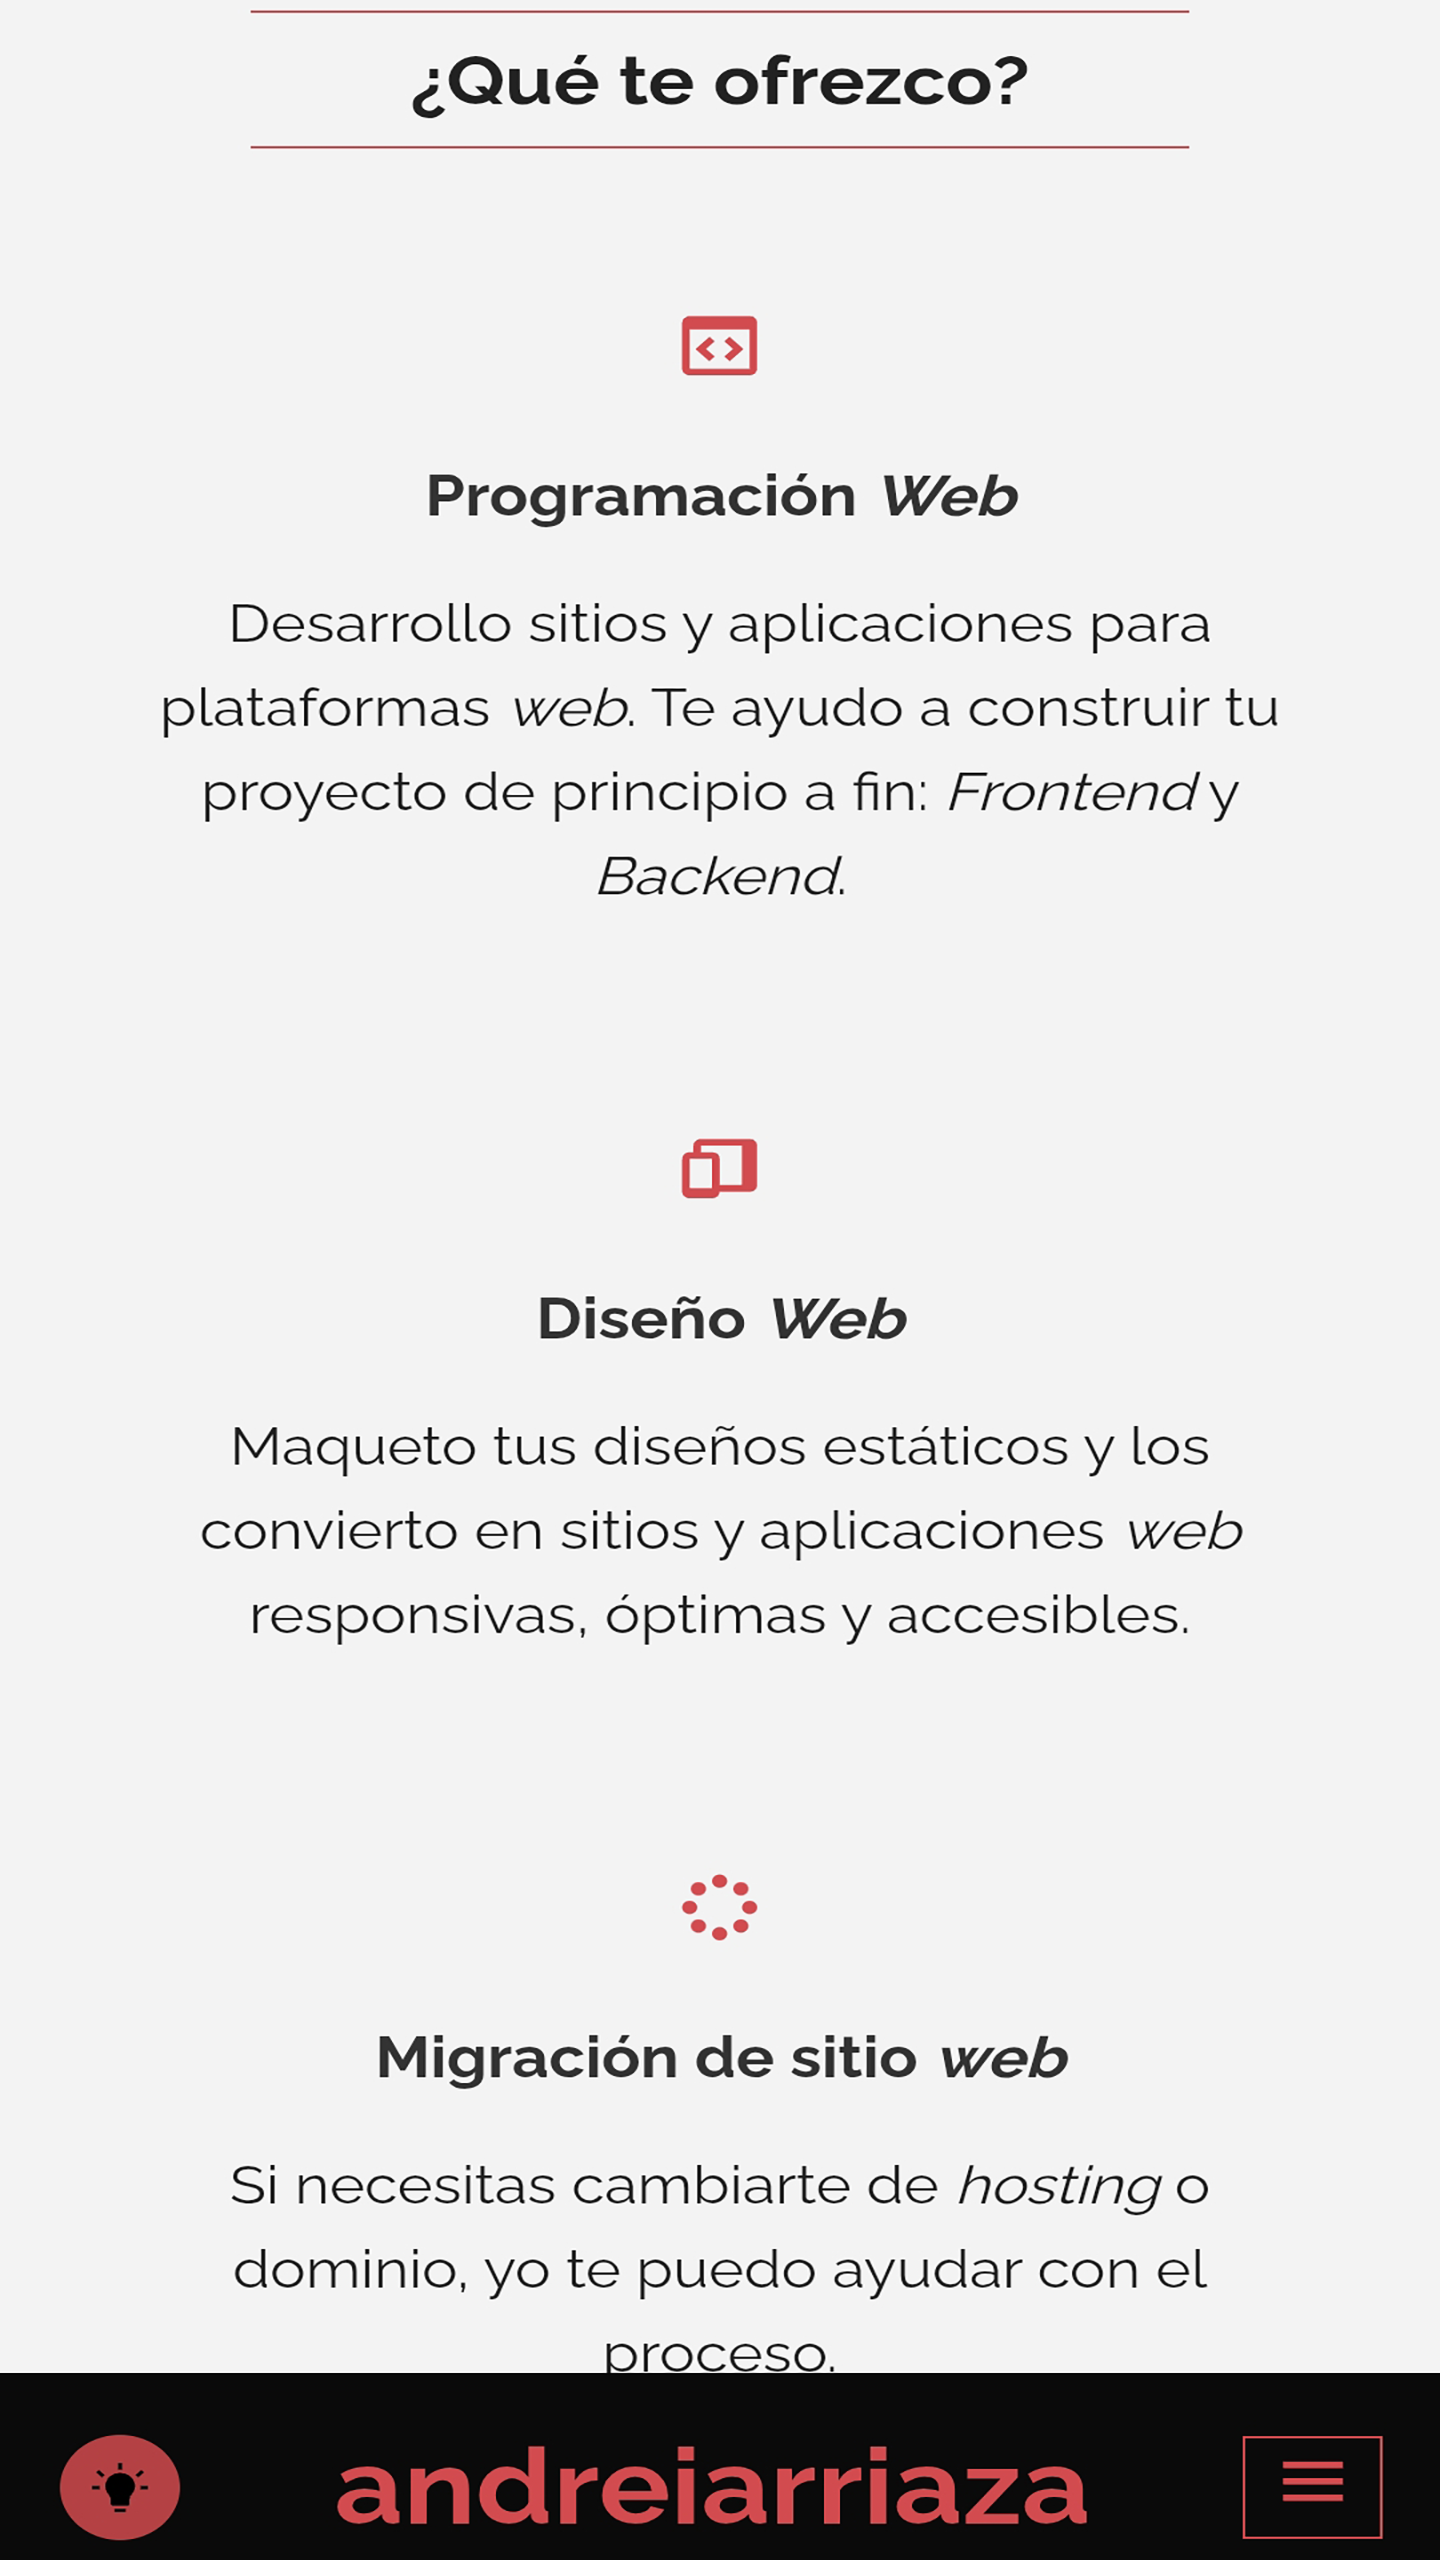 ¿Qué te ofrezco?
Programación Web
Desarrollo sitios y aplicaciones para
plataformas web. Te ayudo a construir tu
proyecto de principio a fin: Frontend y
Backend.
Diseño Web
Maqueto tus diseños estáticos y los
convierto en sitios y aplicaciones web
responsivas, óptimas y accesibles.
Migración de sitio web
Si necesitas cambiarte de hosting o
dominio, yo te puedo ayudar con el
proceso.
andreiarriaza